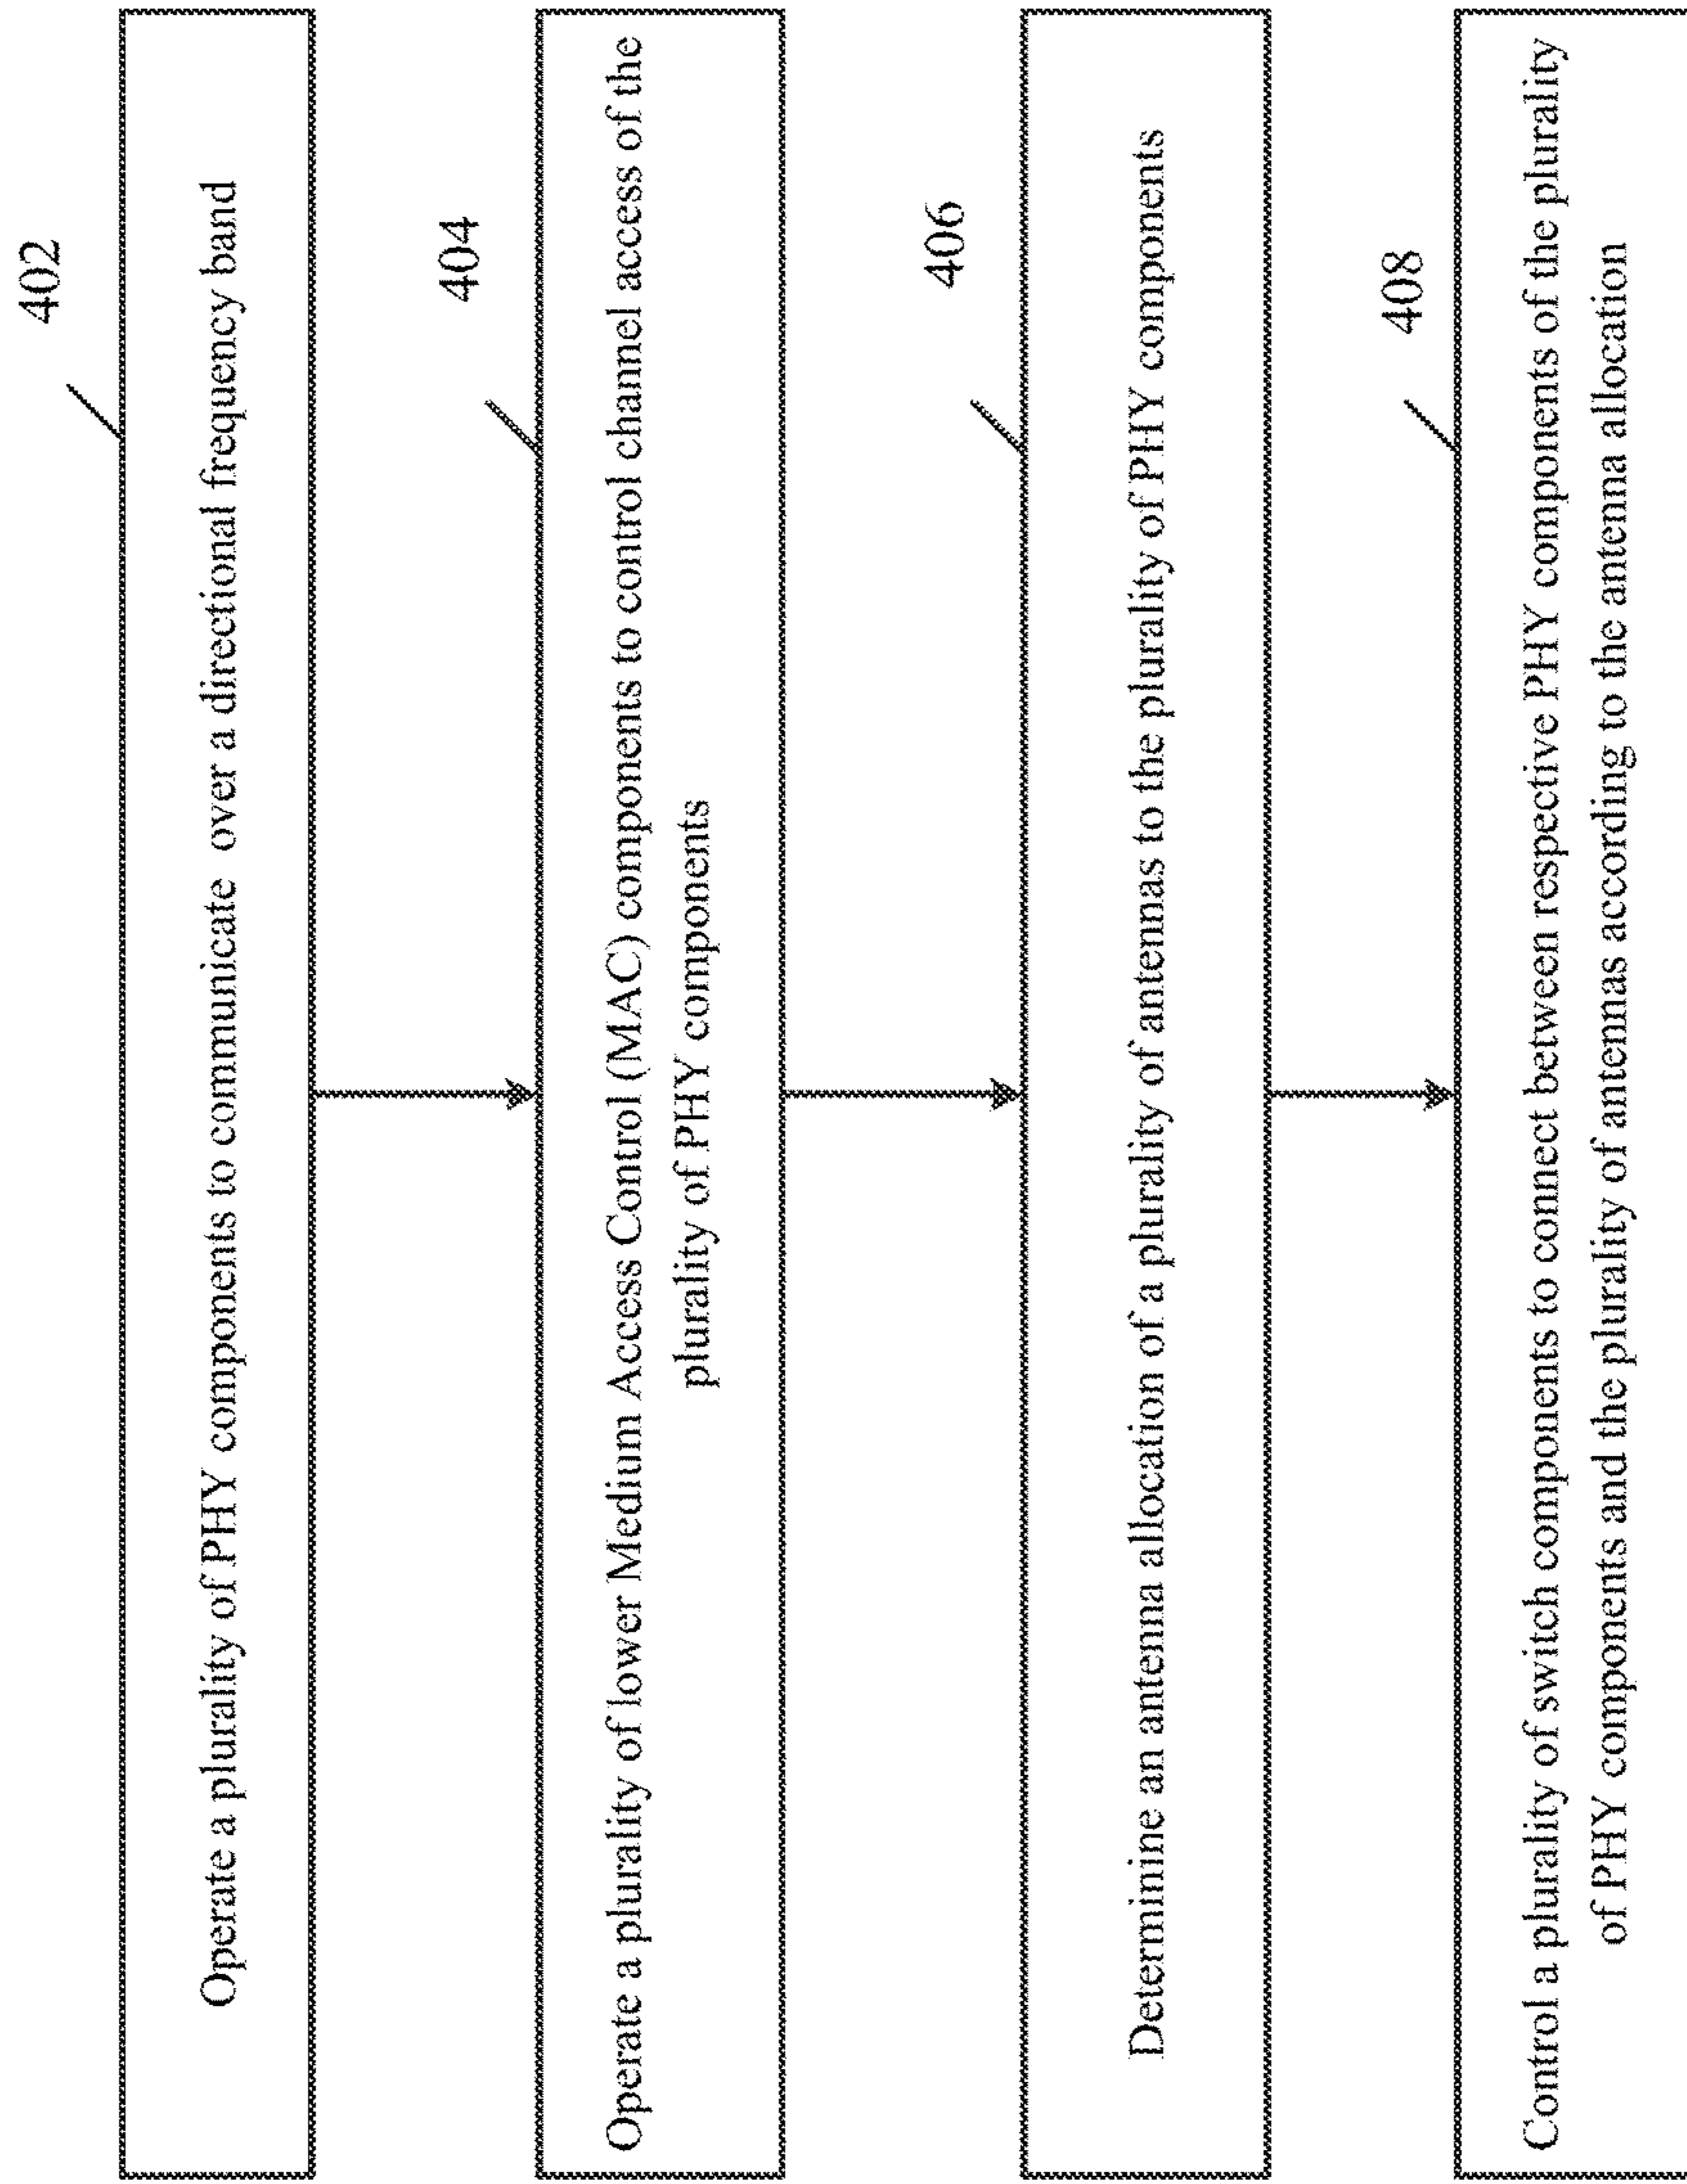 402
Operate a plurality of PHY components to communicate over a directional frequency band
404
Operate a plurality of lower Medium Access Control (MAC) components to control channel access of the
plurality of PHY components
406
Determinine an antenna allocation of a plurality of antennas to the plurality of PHY components
408
Control a plurality of switch components to connect between respective PHY components of the plurality
of PHY components and the plurality of antennas according to the antenna allocation